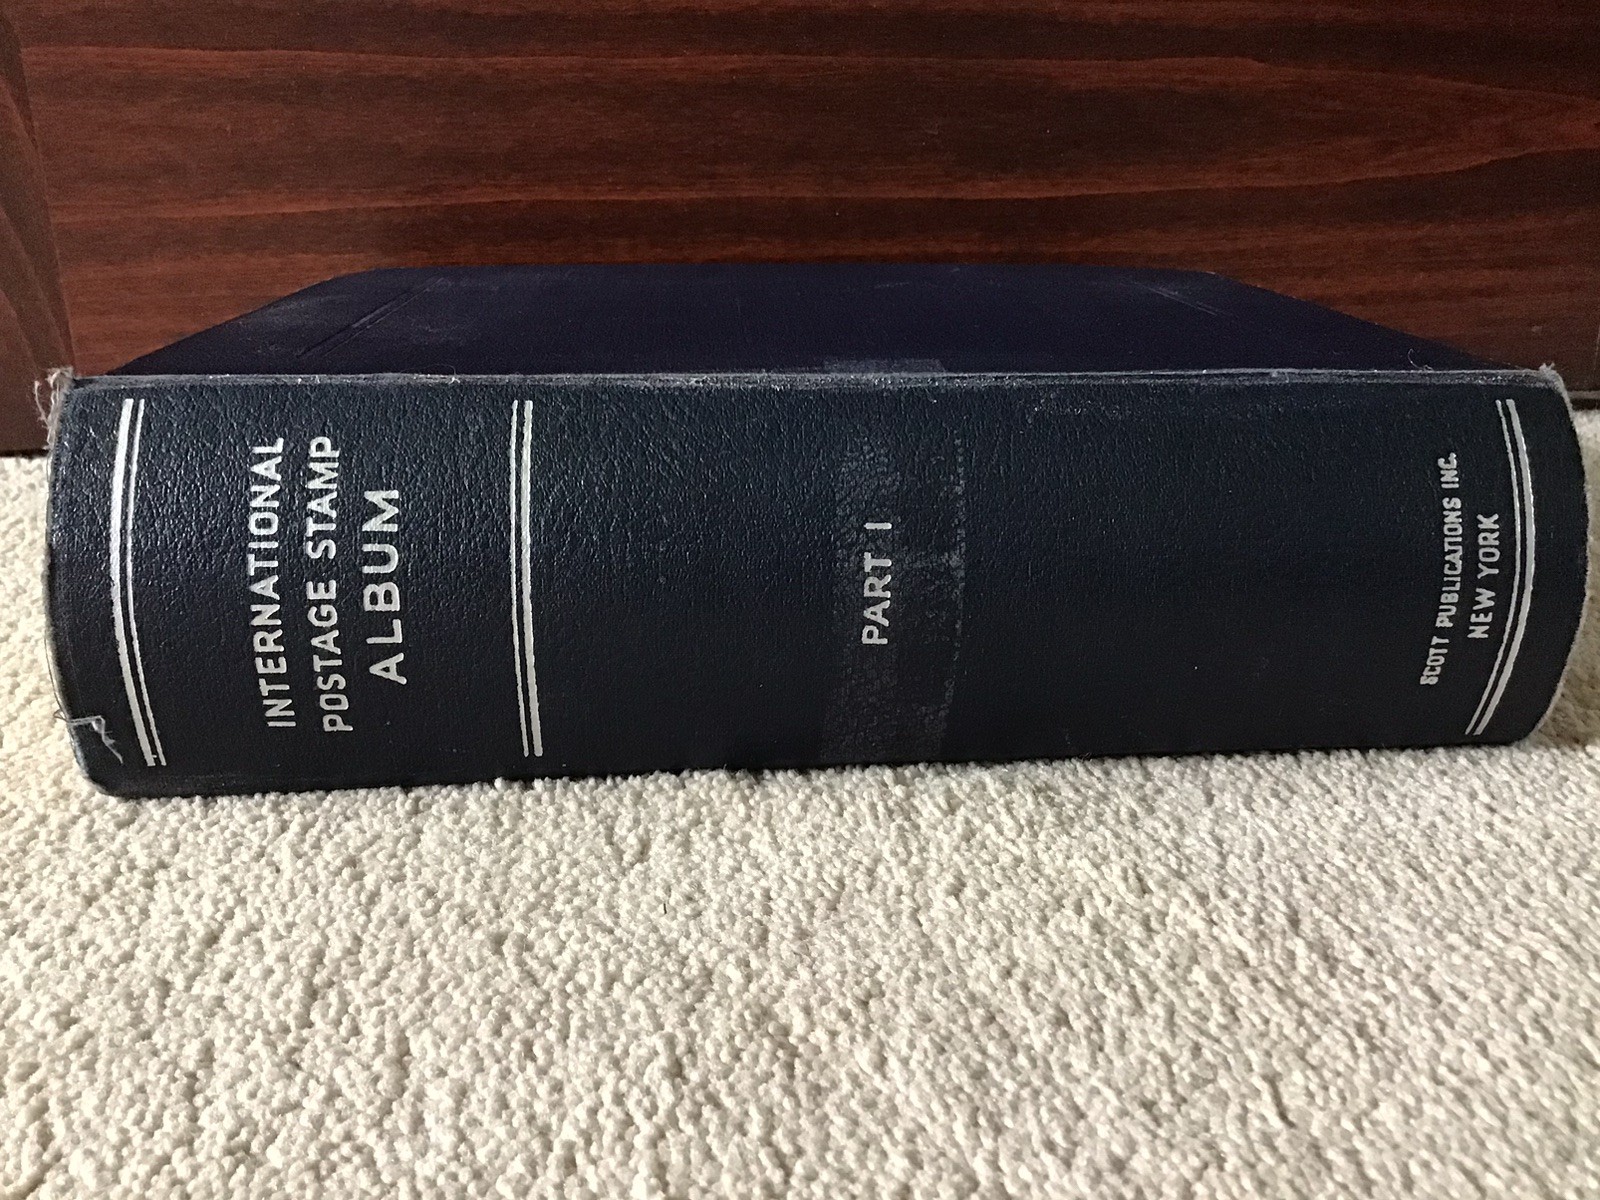 INTERNATIONAL
POSTAGE STAMP
ALBUM
PART I
SCOTT PUBLICATIONS INC.
NEW YORK